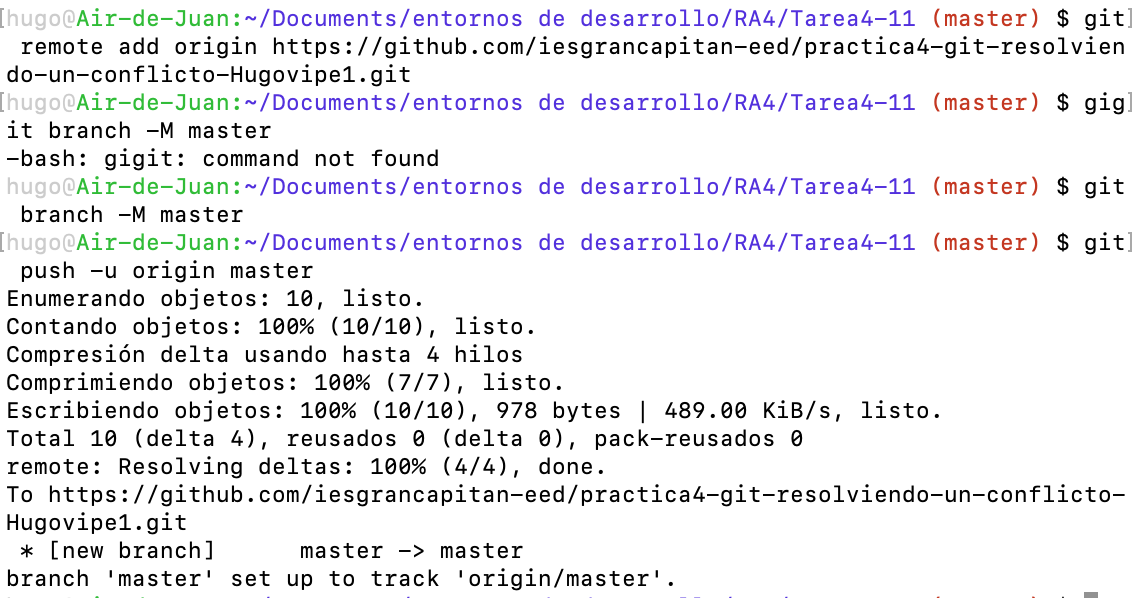 [hugo@Air-de-Juan:~/Documents/entornos de desarrollo/RA4/Tarea4-11 (master) $ git]
 remote add origin https://github.com/iesgrancapitan-eed/practica4-git-resolvien
do-un-conflicto-Hugovipe1.git
[hugo@Air-de-Juan:~/Documents/entornos de desarrollo/RA4/Tarea4-11 (master) $ gig]
it branch -M master
-bash: gigit: command not found
hugo@Air-de-Juan:~/Documents/entornos de desarrollo/RA4/Tarea4-11 (master) $ git
 branch -M master
[hugo@Air-de-Juan:~/Documents/entornos de desarrollo/RA4/Tarea4-11 (master) $ git]
 push -u origin master
Enumerando objetos: 10, listo.
Contando objetos: 100% (10/10), listo.
Compresión delta usando hasta 4 hilos
Comprimiendo objetos: 100% (7/7), listo.
Escribiendo objetos: 100% (10/10), 978 bytes | 489.00 KiB/s, listo.
Total 10 (delta 4), reusados 0 (delta 0), pack-reusados 0
remote: Resolving deltas: 100% (4/4), done.
To https://github.com/iesgrancapitan-eed/practica4-git-resolviendo-un-conflicto-
Hugovipe1.git
 * [new branch]      master -> master
branch 'master' set up to track 'origin/master'.